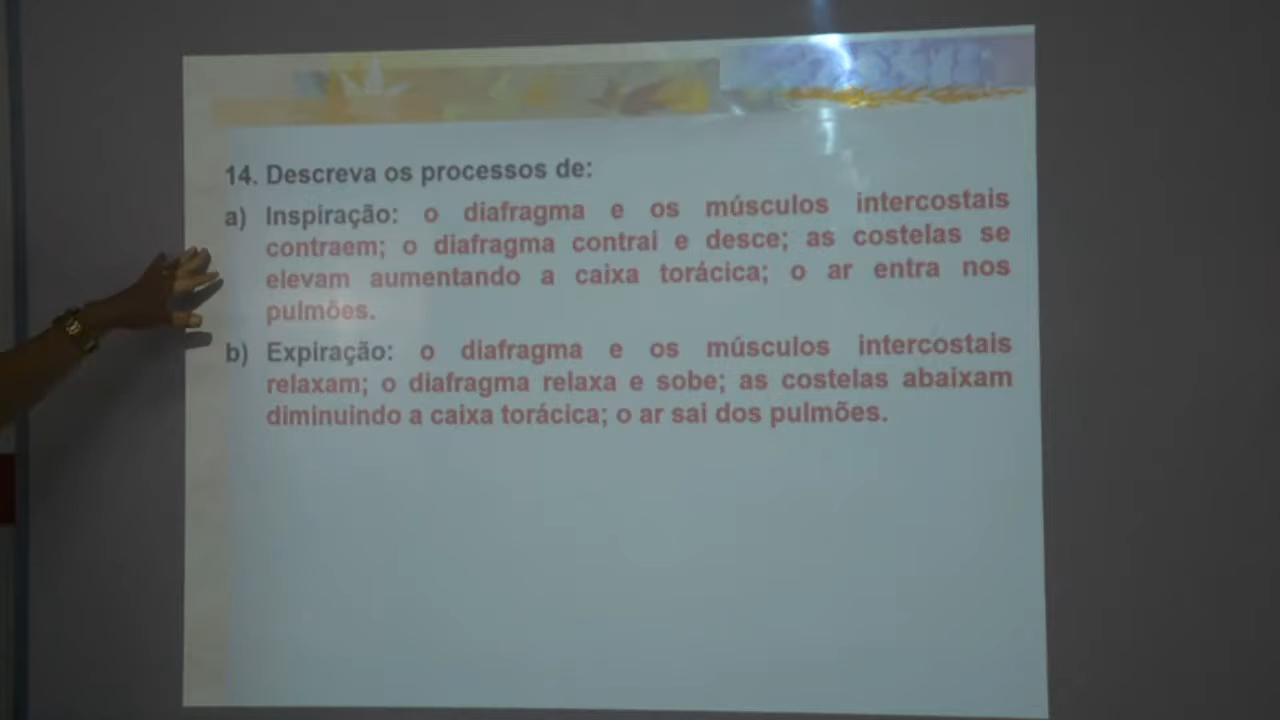 14. Descreva os processos de:
a) Inspiração: o diafragma e os músculos intercostais
contraem; o diafragma contrai e desce; as costelas se
elevam aumentando a caixa torácica; o ar entra nos
pulmões.
b) Expiração: o diafragma e os músculos intercostais
relaxam; o diafragma relaxa e sobe; as costelas abaixam
diminuindo a caixa torácica; o ar sai dos pulmões.